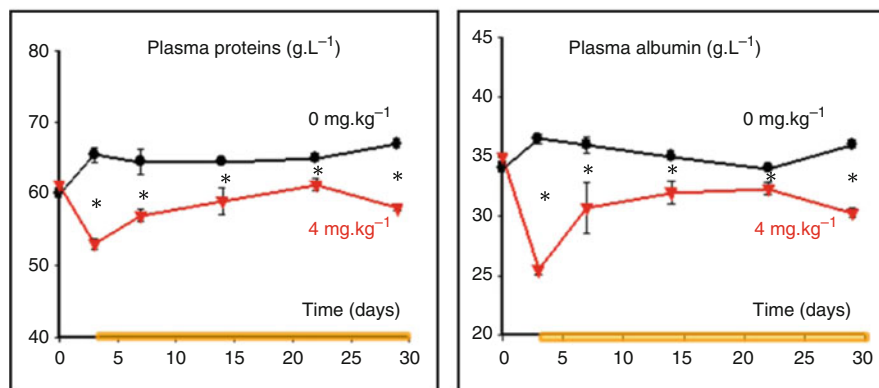 Plasma proteins (g.L⁻¹)
80
70
60
50
40
0 mg.kg⁻¹
*
*
*
*
*
4 mg.kg⁻¹
Time (days)
0 5 10 15 20 25 30
Plasma albumin (g.L⁻¹)
45
40
35
30
25
20
0 mg.kg⁻¹
*
*
*
*
*
4 mg.kg⁻¹
Time (days)
0 5 10 15 20 25 30